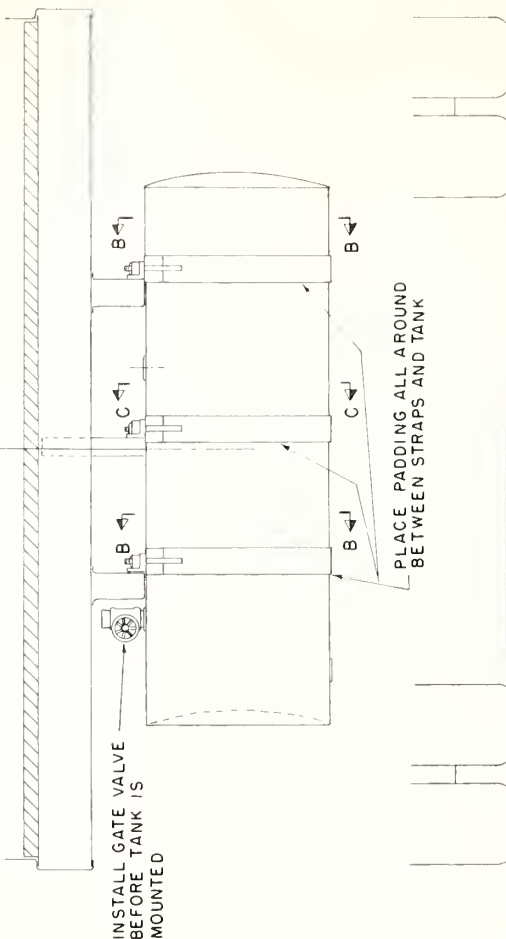 INSTALL GATE VALVE
BEFORE TANK IS
MOUNTED
B
B
C
C
B
B
PLACE PADDING ALL AROUND
BETWEEN STRAPS AND TANK